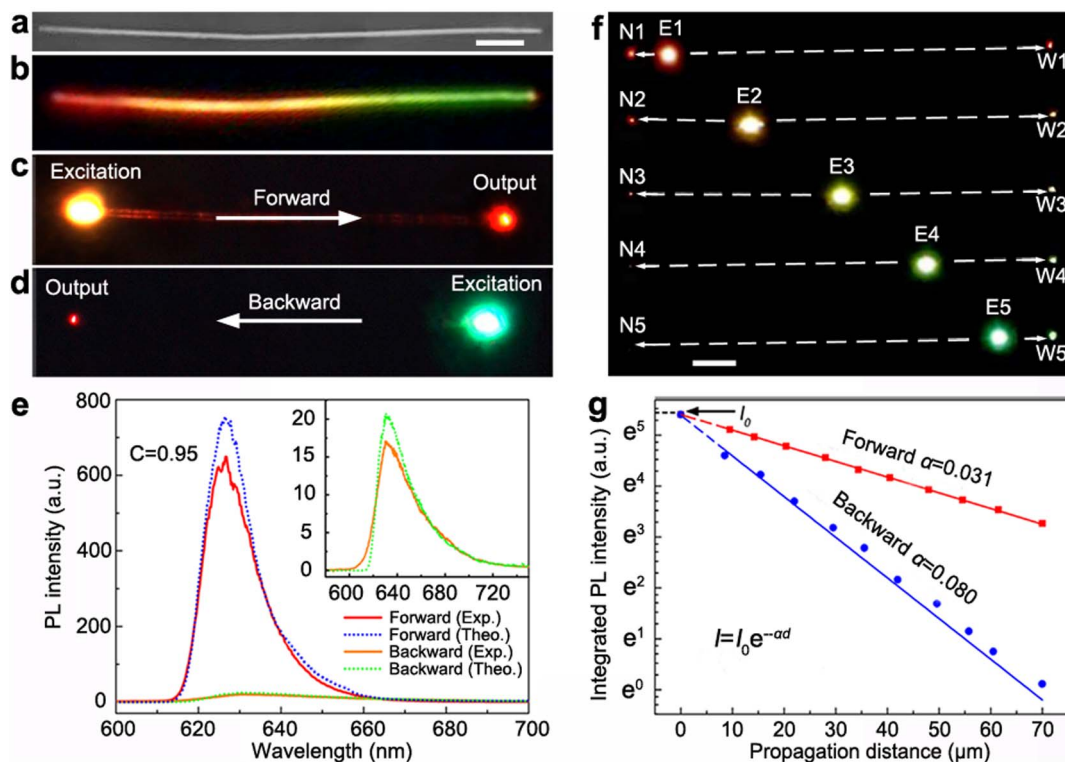 a
b
c
Excitation
Forward
Output
d
Output
Backward
Excitation
e
PL intensity (a.u.)
800
600
400
200
0
C=0.95
20
15
10
5
0
600 640 680 720
Forward (Exp.)
Forward (Theo.)
Backward (Exp.)
Backward (Theo.)
600 620 640 660 680 700
Wavelength (nm)
f
N1 E1 W1
N2 E2 W2
N3 E3 W3
N4 E4 W4
N5 E5 W5
g
Integrated PL intensity (a.u.)
e⁵
e⁴
e³
e²
e¹
e⁰
I₀
Forward α=0.031
Backward α=0.080
I=I₀e⁻⁻ᵅᵈ
0 10 20 30 40 50 60 70
Propagation distance (μm)